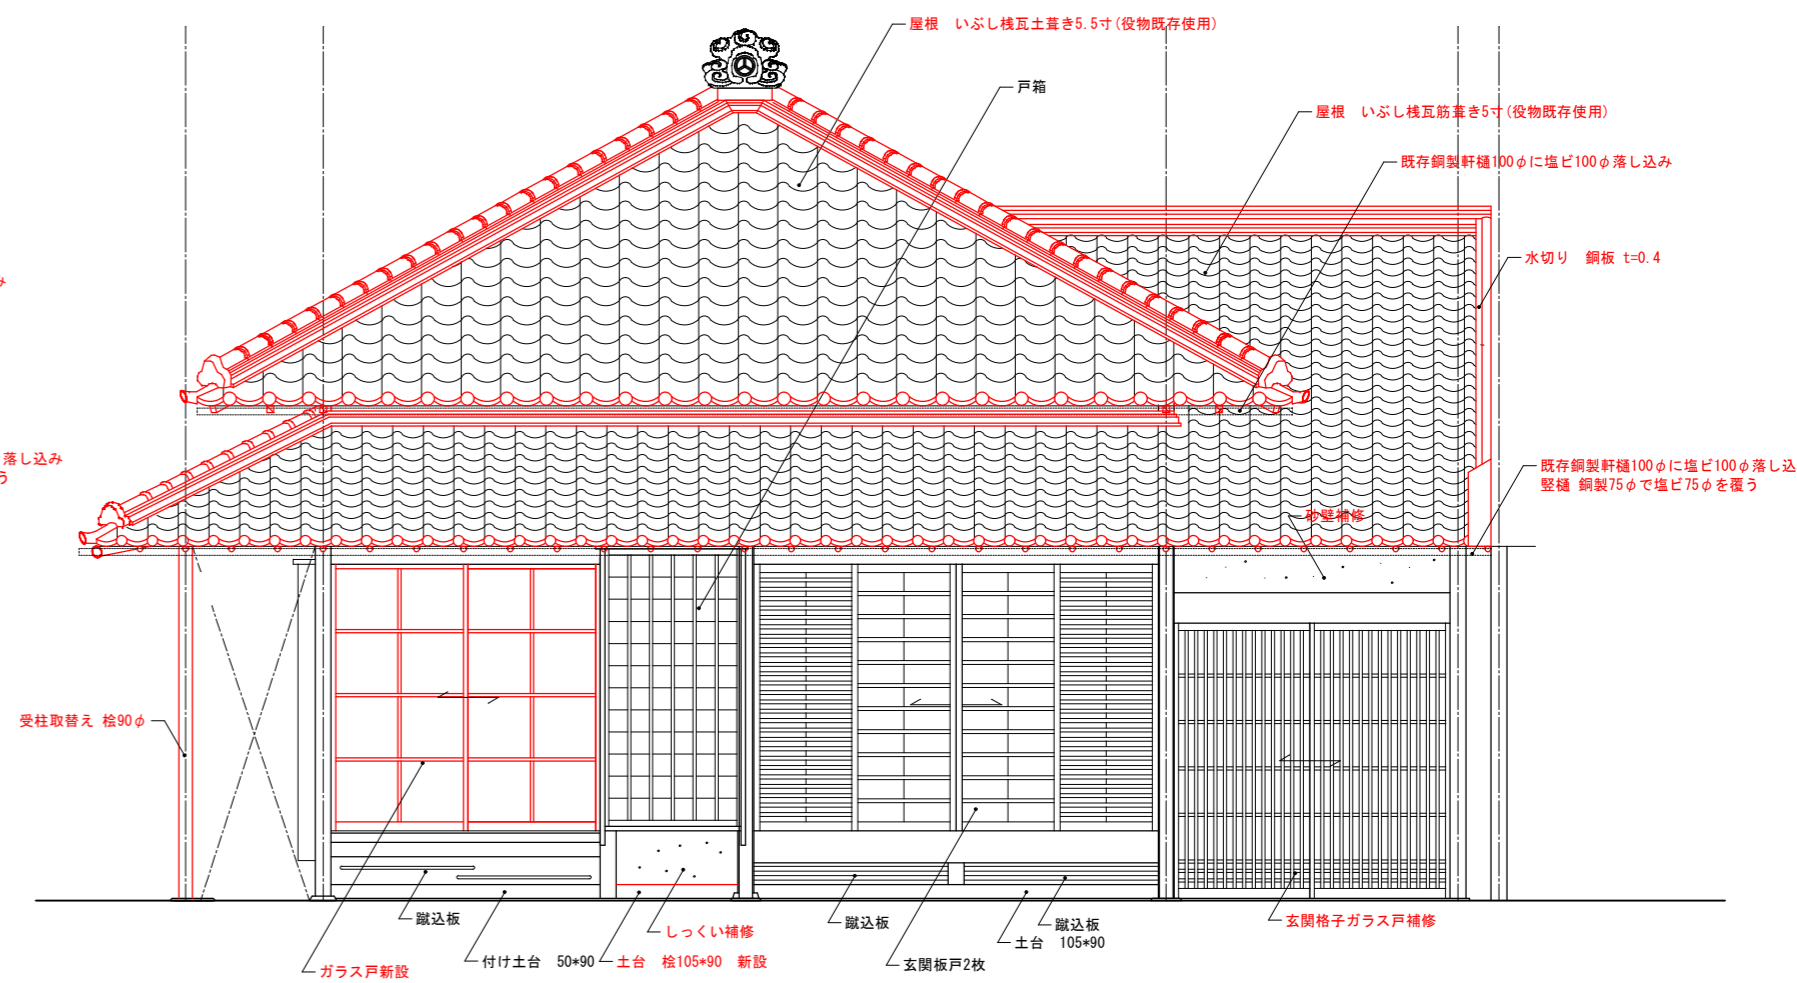 屋根　いぶし桟瓦土葺き5.5寸(役物既存使用)
戸箱
屋根　いぶし桟瓦筋葺き5寸(役物既存使用)
既存銅製軒樋100φに塩ビ100φ落し込み
水切り　銅板 t=0.4
み
落し込み
う
既存銅製軒樋100φに塩ビ100φ落し込
竪樋 銅製75φで塩ビ75φを覆う
砂壁補修
受柱取替え 桧90φ
蹴込板
しっくい補修
蹴込板
蹴込板
玄関格子ガラス戸補修
土台　105*90
付け土台　50*90
土台　桧105*90　新設
玄関板戸2枚
ガラス戸新設